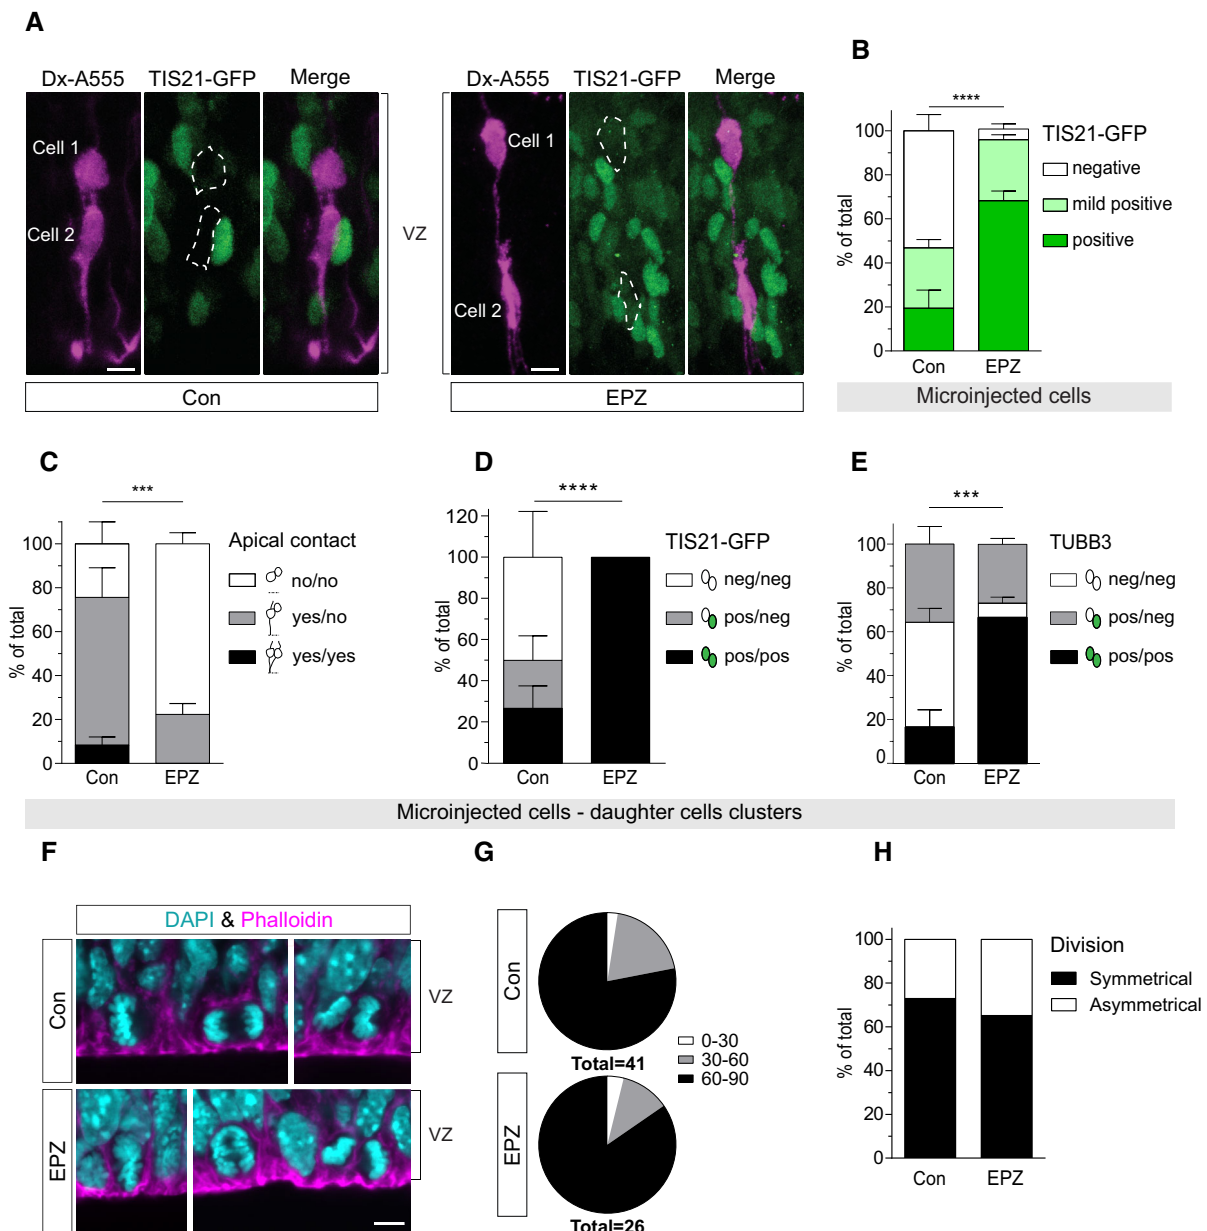 A
Dx-A555 TIS21-GFP Merge
Cell 1
Cell 2
Con
VZ
Dx-A555 TIS21-GFP Merge
Cell 1
Cell 2
EPZ
B
****
% of total
100
80
60
40
20
0
Con EPZ
TIS21-GFP
negative
mild positive
positive
Microinjected cells
C
***
% of total
100
80
60
40
20
0
Con EPZ
Apical contact
no/no
yes/no
yes/yes
D
****
% of total
120
100
80
60
40
20
0
Con EPZ
TIS21-GFP
neg/neg
pos/neg
pos/pos
E
***
% of total
100
80
60
40
20
0
Con EPZ
TUBB3
neg/neg
pos/neg
pos/pos
Microinjected cells - daughter cells clusters
F
DAPI & Phalloidin
Con
VZ
EPZ
VZ
G
Con
Total=41
0-30
30-60
60-90
EPZ
Total=26
H
% of total
100
80
60
40
20
0
Con EPZ
Division
Symmetrical
Asymmetrical